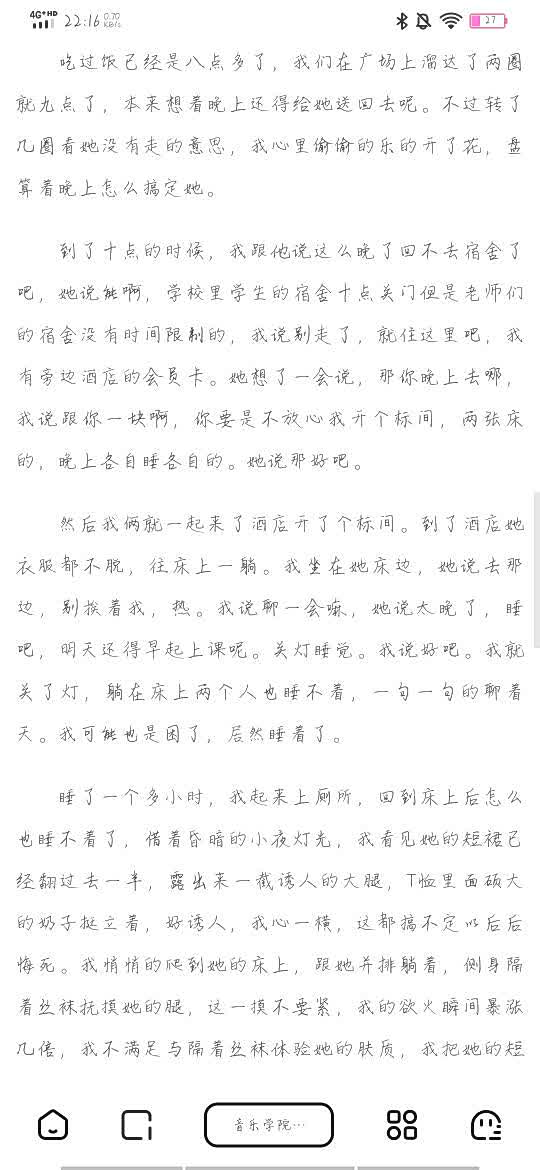 4G+HD 22:16 0.70 KB/s 27
吃过饭已经是八点多了，我们在广场上溜达了两圈
就九点了，本来想着晚上还得给她送回去呢。不过转了
几圈看她没有走的意思，我心里偷偷的乐的开了花，盘
算着晚上怎么搞定她。
到了十点的时候，我跟他说这么晚了回不去宿舍了
吧，她说能啊，学校里学生的宿舍十点关门但是老师们
的宿舍没有时间限制的，我说别走了，就住这里吧，我
有旁边酒店的会员卡。她想了一会说，那你晚上去哪，
我说跟你一块啊，你要是不放心我开个标间，两张床
的，晚上各自睡各自的。她说那好吧。
然后我俩就一起来了酒店开了个标间。到了酒店她
衣服都不脱，往床上一躺。我坐在她床边，她说去那
边，别挨着我，热。我说聊一会嘛，她说太晚了，睡
吧，明天还得早起上课呢。关灯睡觉。我说好吧。我就
关了灯，躺在床上两个人也睡不着，一句一句的聊着
天。我可能也是困了，居然睡着了。
睡了一个多小时，我起来上厕所，回到床上后怎么
也睡不着了，借着昏暗的小夜灯光，我看见她的短裙已
经翻过去一半，露出来一截诱人的大腿，T恤里面硕大
的奶子挺立着，好诱人，我心一横，这都搞不定以后后
悔死。我悄悄的爬到她的床上，跟她并排躺着，侧身隔
着丝袜抚摸她的腿，这一摸不要紧，我的欲火瞬间暴涨
几倍，我不满足与隔着丝袜体验她的肤质，我把她的短
音乐学院…